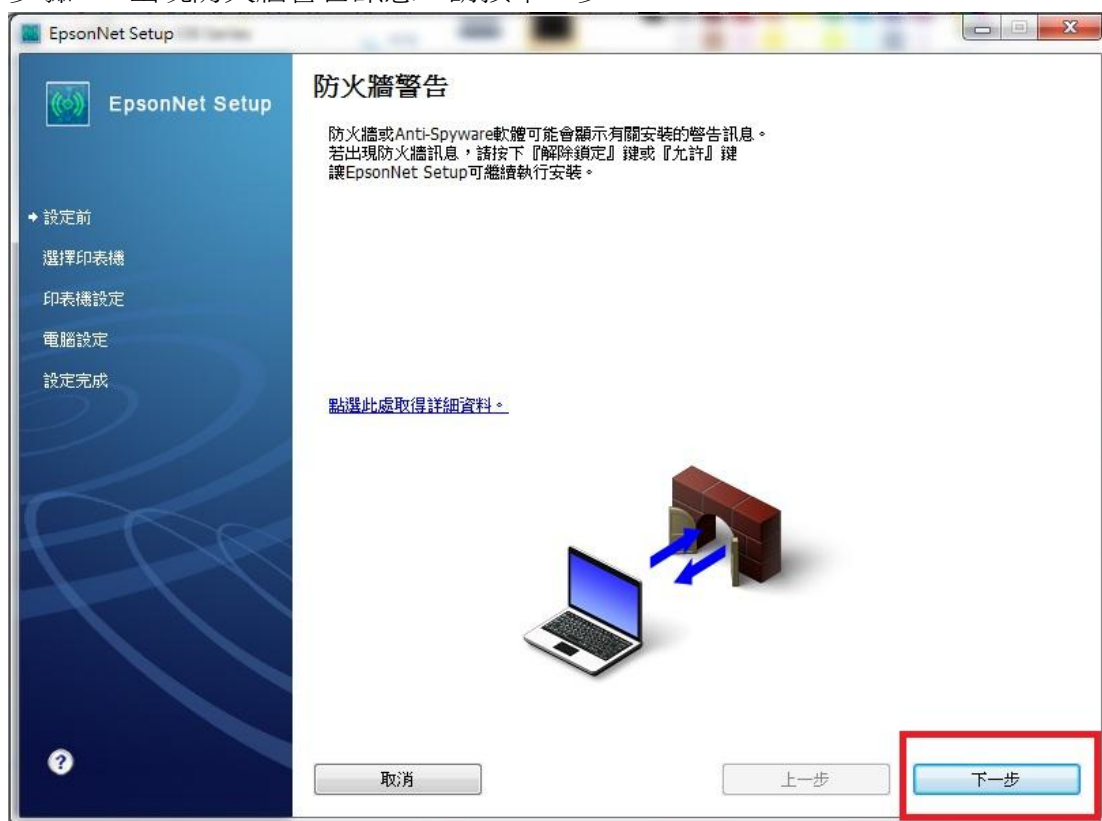 EpsonNet Setup
EpsonNet Setup
防火牆警告
防火牆或Anti-Spyware軟體可能會顯示有關安裝的警告訊息。
若出現防火牆訊息，請按下『解除鎖定』鍵或『允許』鍵
讓EpsonNet Setup可繼續執行安裝。
設定前
選擇印表機
印表機設定
電腦設定
設定完成
點選此處取得詳細資料。
取消
上一步
下一步